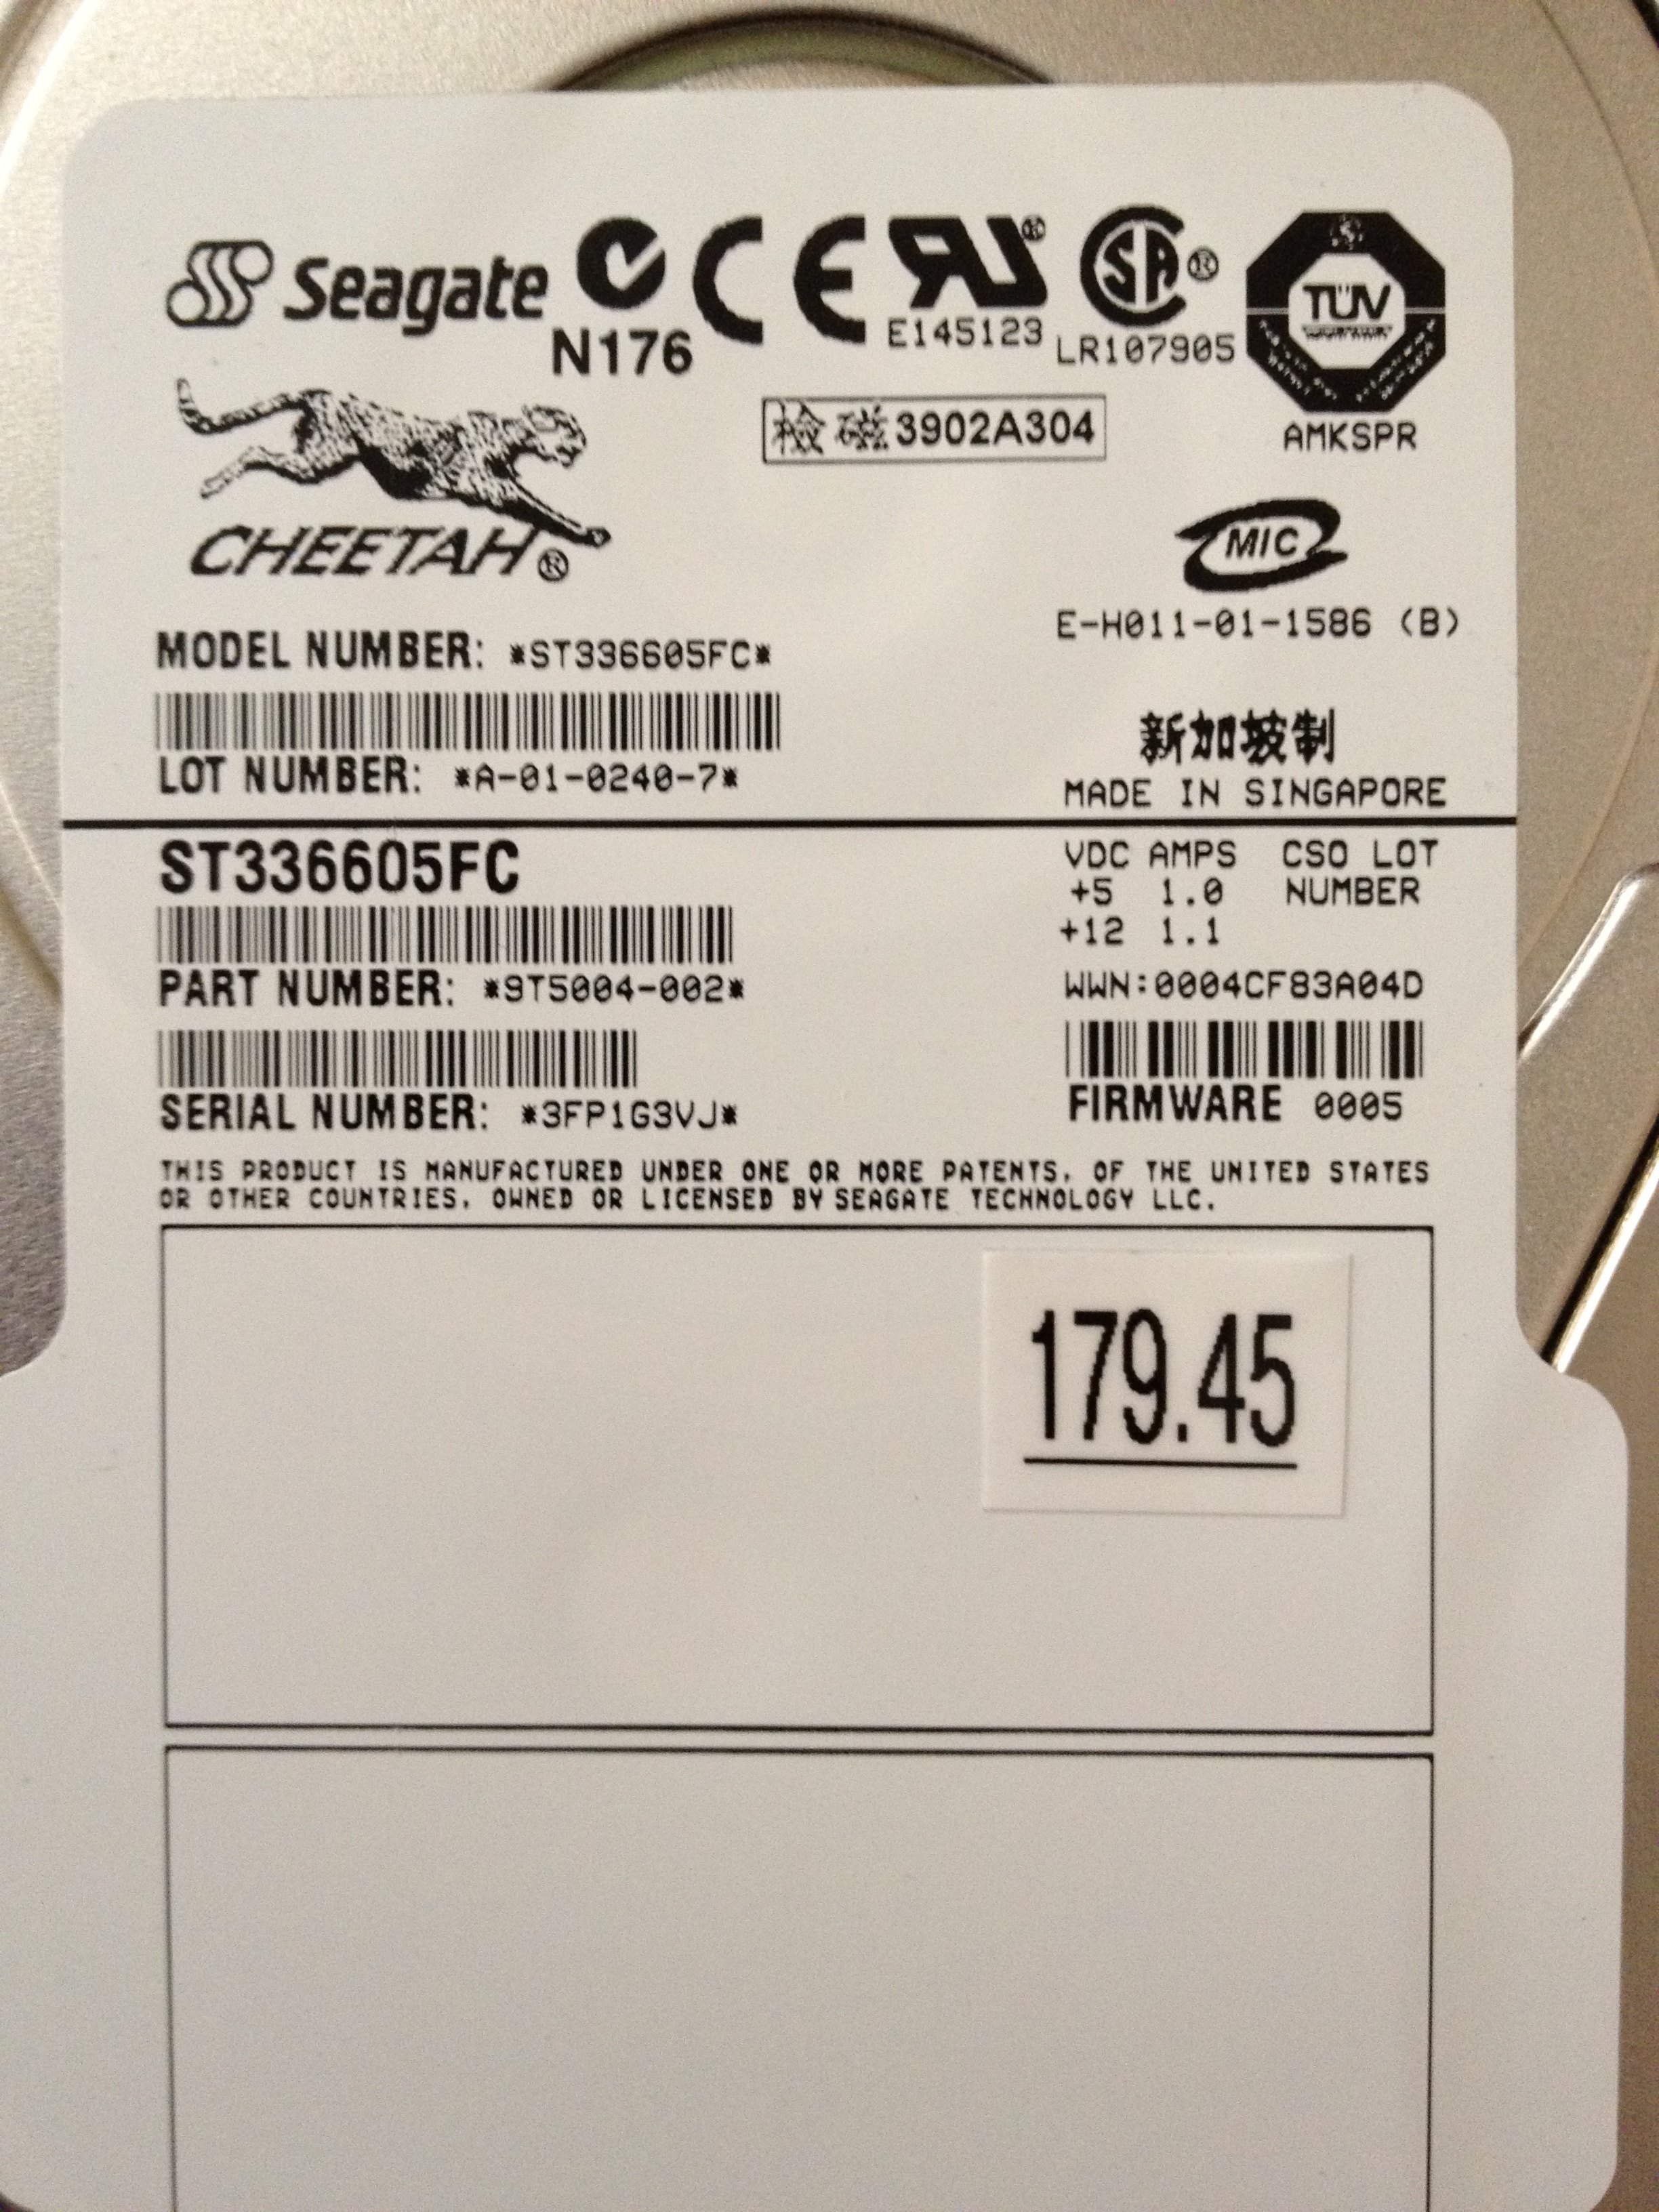 Seagate
N176
CE
E145123
SA ®
LR107905
TÜV
AMKSPR
檢磁3902A304
CHEETAH®
MIC
E-H011-01-1586 (B)
MODEL NUMBER: *ST336605FC*
LOT NUMBER: *A-01-0240-7*
新加坡制
MADE IN SINGAPORE
ST336605FC
PART NUMBER: *9T5004-002*
SERIAL NUMBER: *3FP1G3VJ*
VDC AMPS CSO LOT
+5 1.0 NUMBER
+12 1.1
WWN:0004CF83A04D
FIRMWARE 0005
THIS PRODUCT IS MANUFACTURED UNDER ONE OR MORE PATENTS, OF THE UNITED STATES
OR OTHER COUNTRIES, OWNED OR LICENSED BY SEAGATE TECHNOLOGY LLC.
179.45